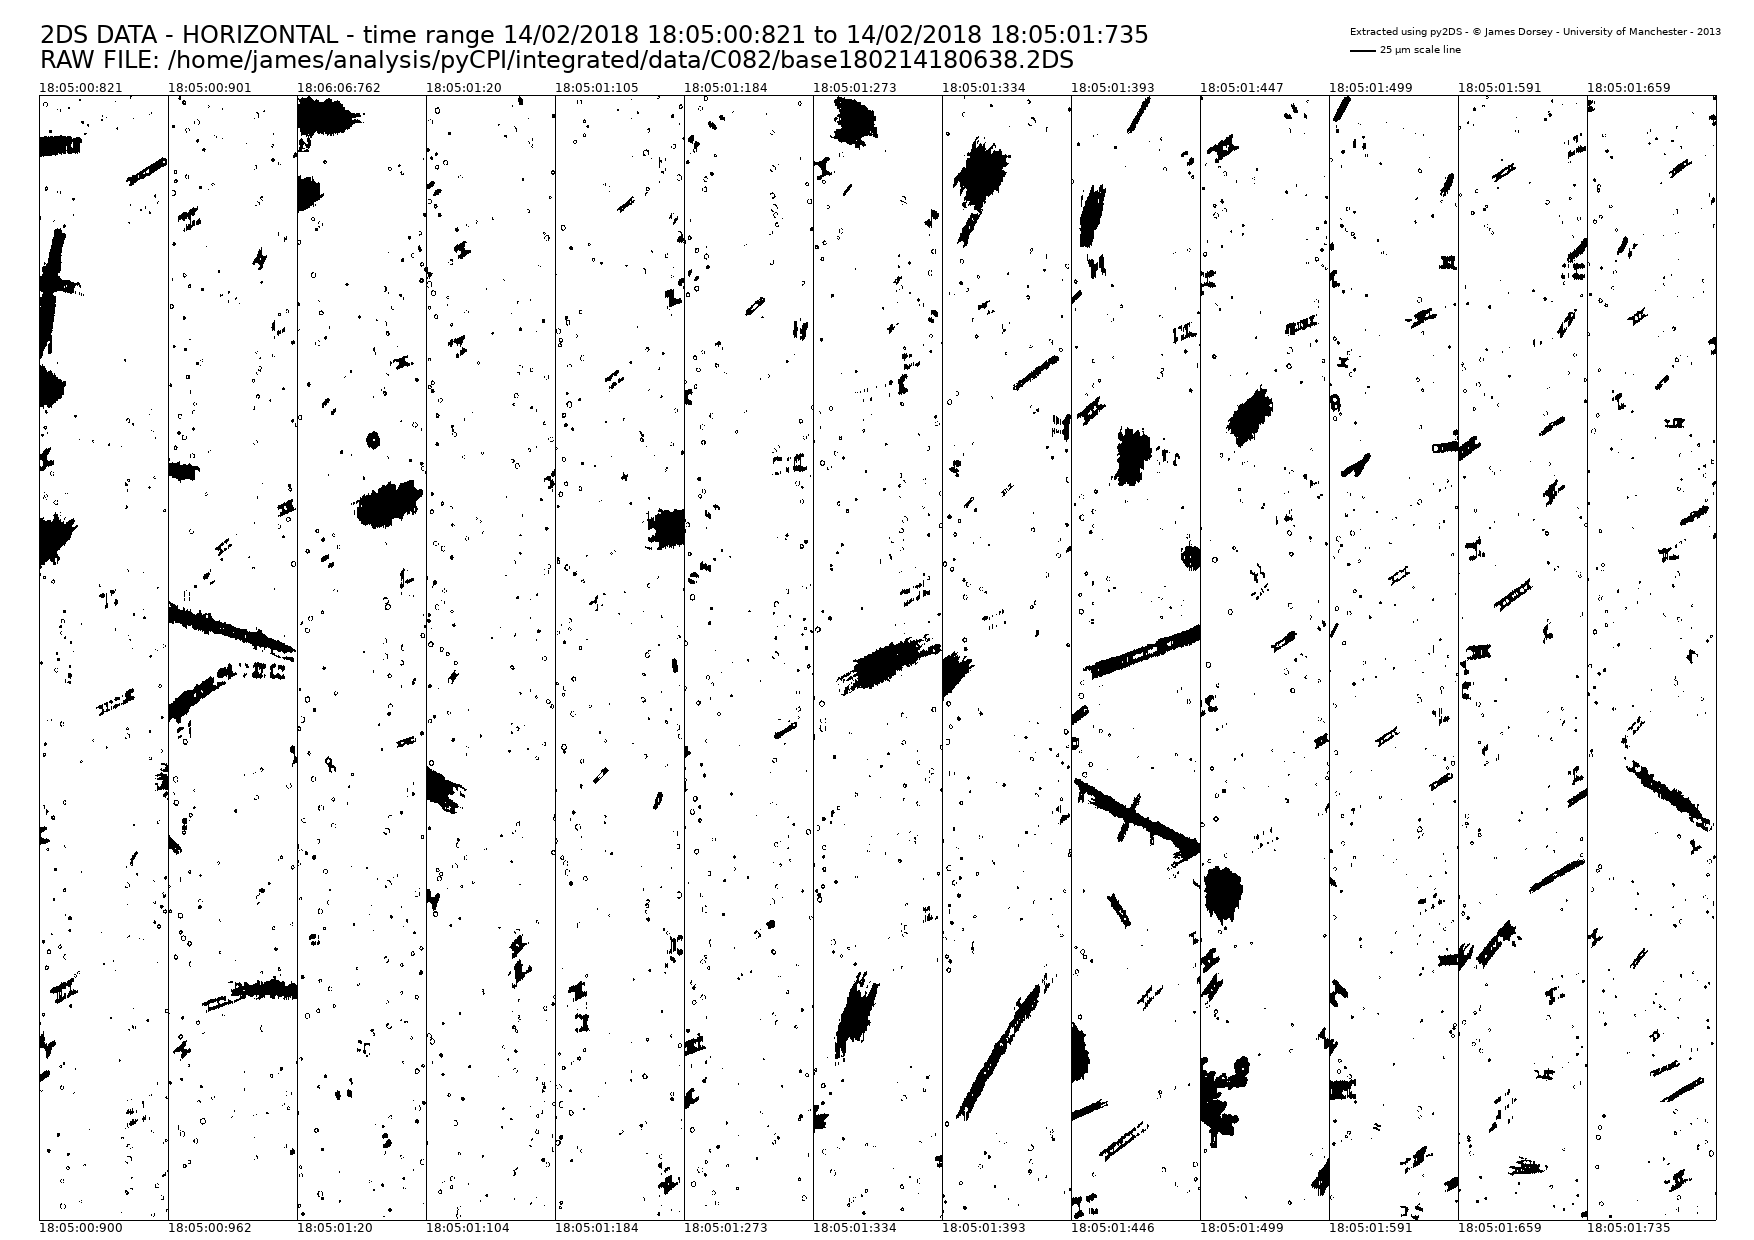 2DS DATA - HORIZONTAL - time range 14/02/2018 18:05:00:821 to 14/02/2018 18:05:01:735
RAW FILE: /home/james/analysis/pyCPI/integrated/data/C082/base180214180638.2DS
Extracted using py2DS - © James Dorsey - University of Manchester - 2013
25 µm scale line
18:05:00:821 18:05:00:901 18:06:06:762 18:05:01:20 18:05:01:105 18:05:01:184 18:05:01:273 18:05:01:334 18:05:01:393 18:05:01:447 18:05:01:499 18:05:01:591 18:05:01:659
18:05:00:900 18:05:00:962 18:05:01:20 18:05:01:104 18:05:01:184 18:05:01:273 18:05:01:334 18:05:01:393 18:05:01:446 18:05:01:499 18:05:01:591 18:05:01:659 18:05:01:735